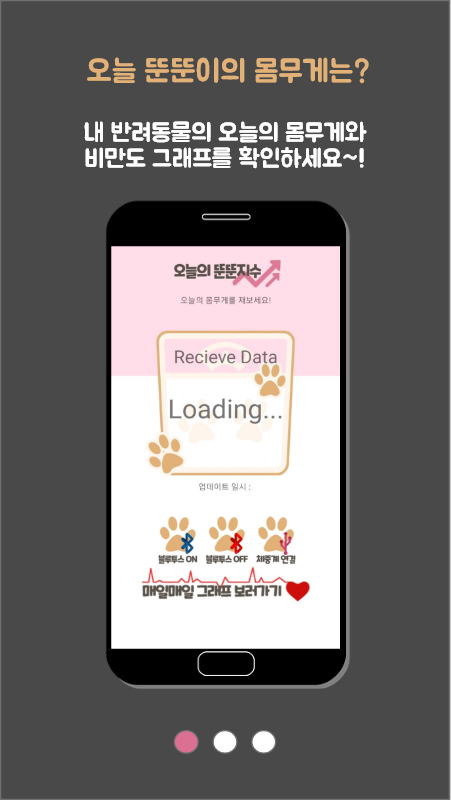 오늘 뚠뚠이의 몸무게는?
내 반려동물의 오늘의 몸무게와
비만도 그래프를 확인하세요~!
오늘의 뚠뚠지수
오늘의 몸무게를 재보세요!
Recieve Data
Loading...
업데이트 일시 :
블루투스 ON 블루투스 OFF 체중계 연결
매일매일 그래프 보러가기